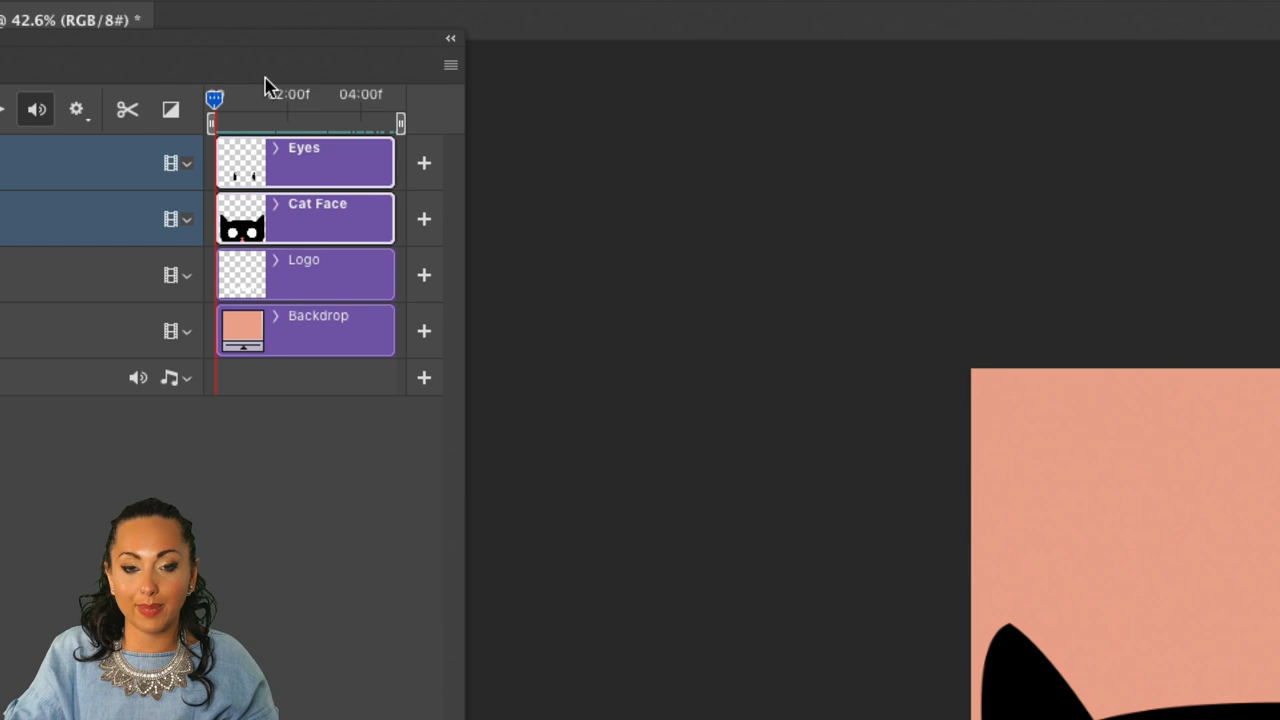 @ 42.6% (RGB/8#) *
02:00f
04:00f
Eyes
Cat Face
Logo
Backdrop